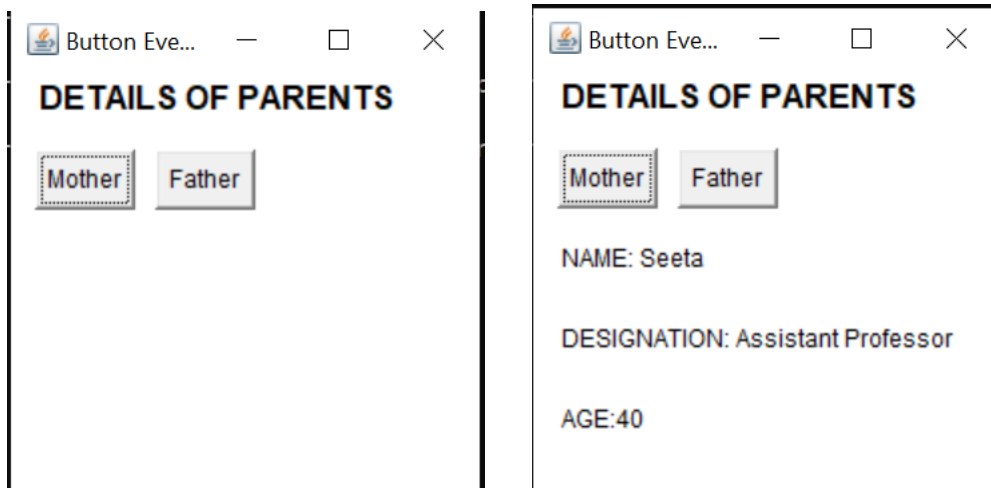 Button Eve...
DETAILS OF PARENTS
Mother Father
Button Eve...
DETAILS OF PARENTS
Mother Father
NAME: Seeta
DESIGNATION: Assistant Professor
AGE:40